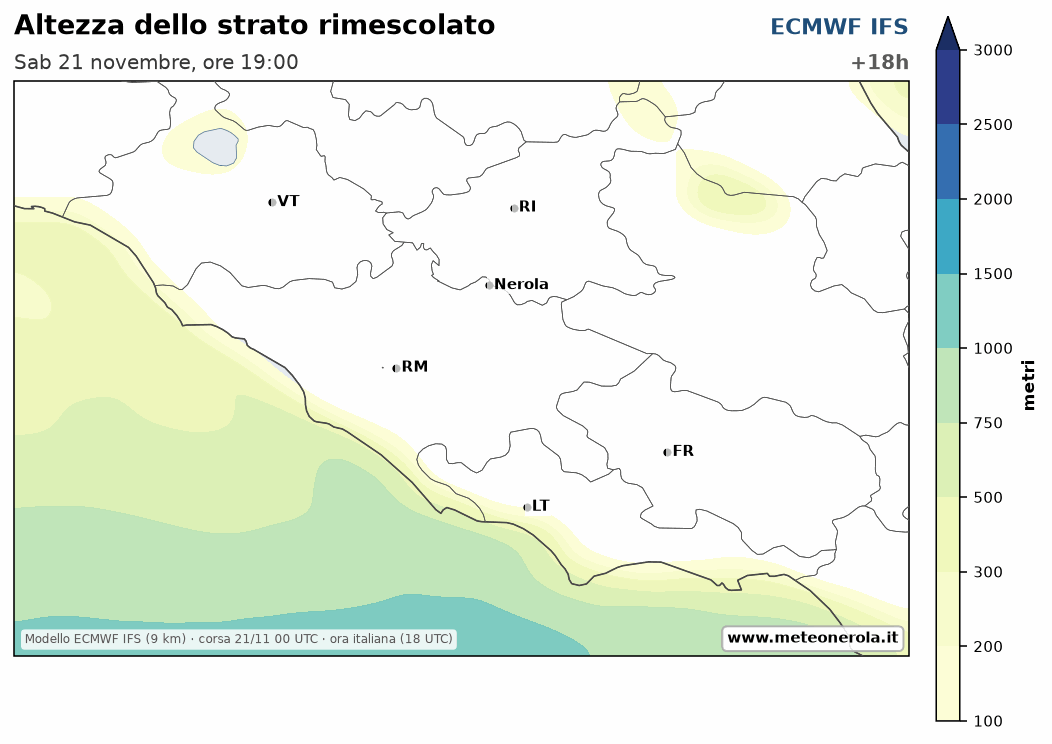 Altezza dello strato rimescolato
ECMWF IFS
Sab 21 novembre, ore 19:00
+18h
3000
2500
2000
1500
1000
750
500
300
200
100
metri
VT
RI
Nerola
RM
FR
LT
Modello ECMWF IFS (9 km) · corsa 21/11 00 UTC · ora italiana (18 UTC)
www.meteonerola.it